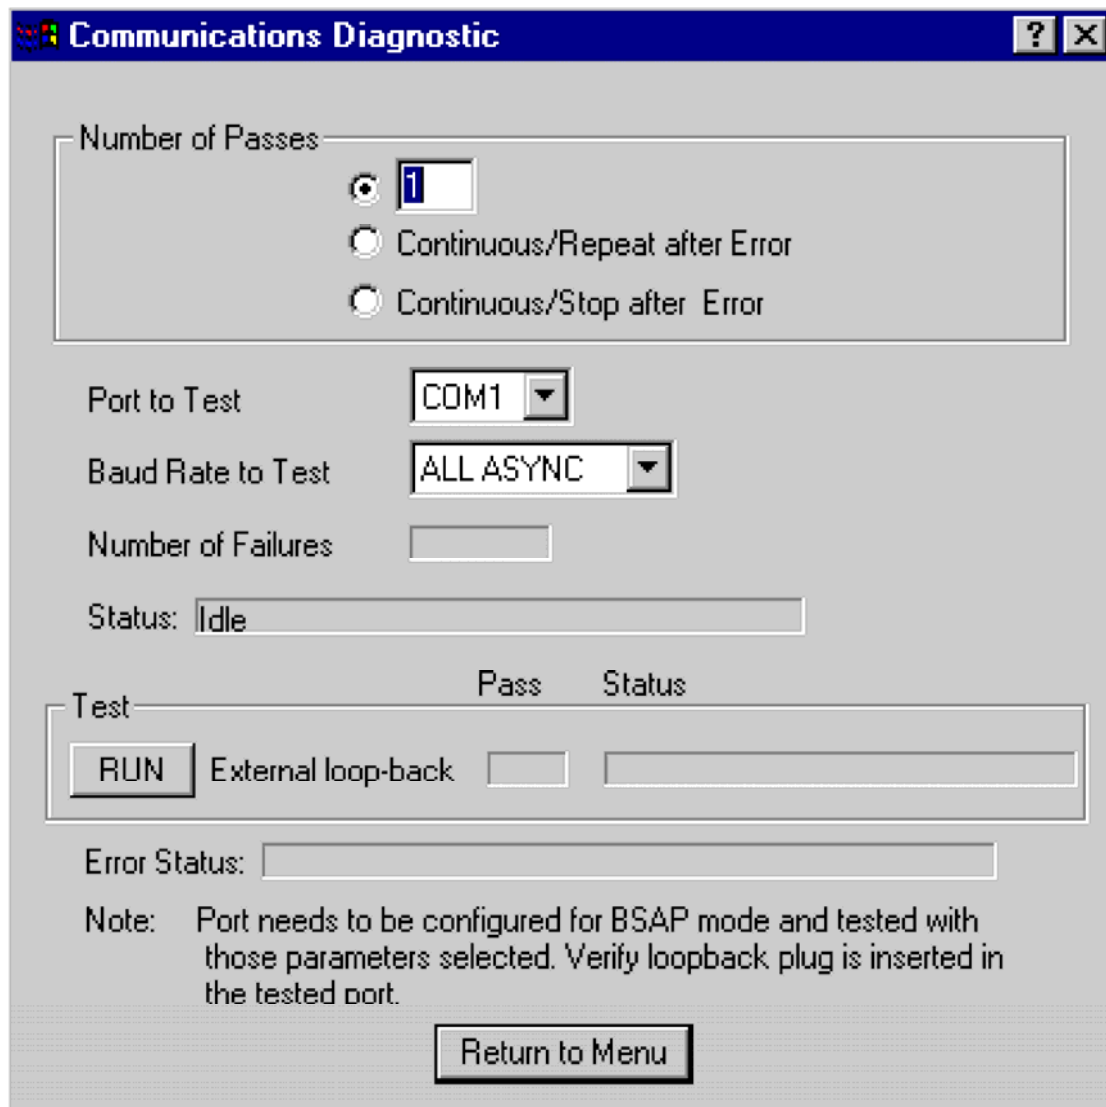 Communications Diagnostic
Number of Passes
1
Continuous/Repeat after Error
Continuous/Stop after  Error
Port to Test COM1
Baud Rate to Test ALL ASYNC
Number of Failures
Status: Idle
Pass Status
Test
RUN External loop-back
Error Status:
Note: Port needs to be configured for BSAP mode and tested with
those parameters selected. Verify loopback plug is inserted in
the tested port.
Return to Menu